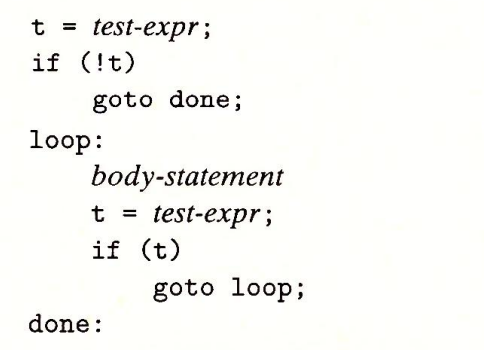 t = test-expr;
if (!t)
goto done;
loop:
body-statement
t = test-expr;
if (t)
goto loop;
done: